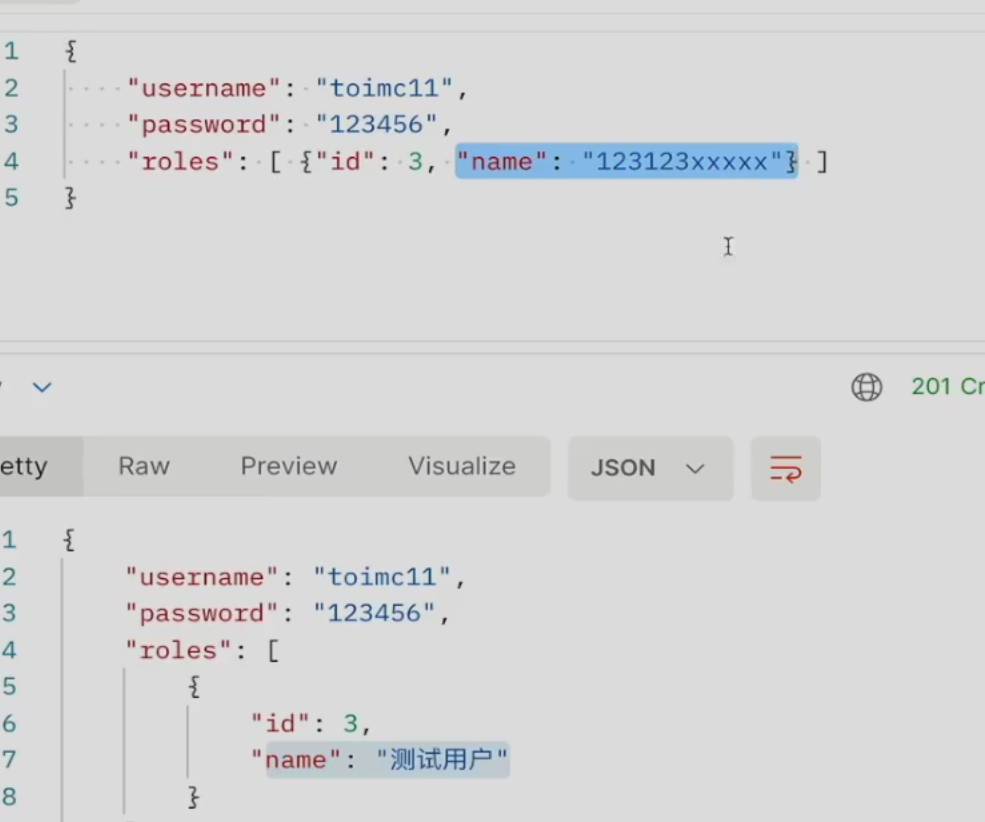 1 {
2 "username": "toimc11",
3 "password": "123456",
4 "roles": [ {"id": 3, "name": "123123xxxxx"} ]
5 }
201 Cr
etty Raw Preview Visualize JSON
1 {
2 "username": "toimc11",
3 "password": "123456",
4 "roles": [
5 {
6 "id": 3,
7 "name": "测试用户"
8 }